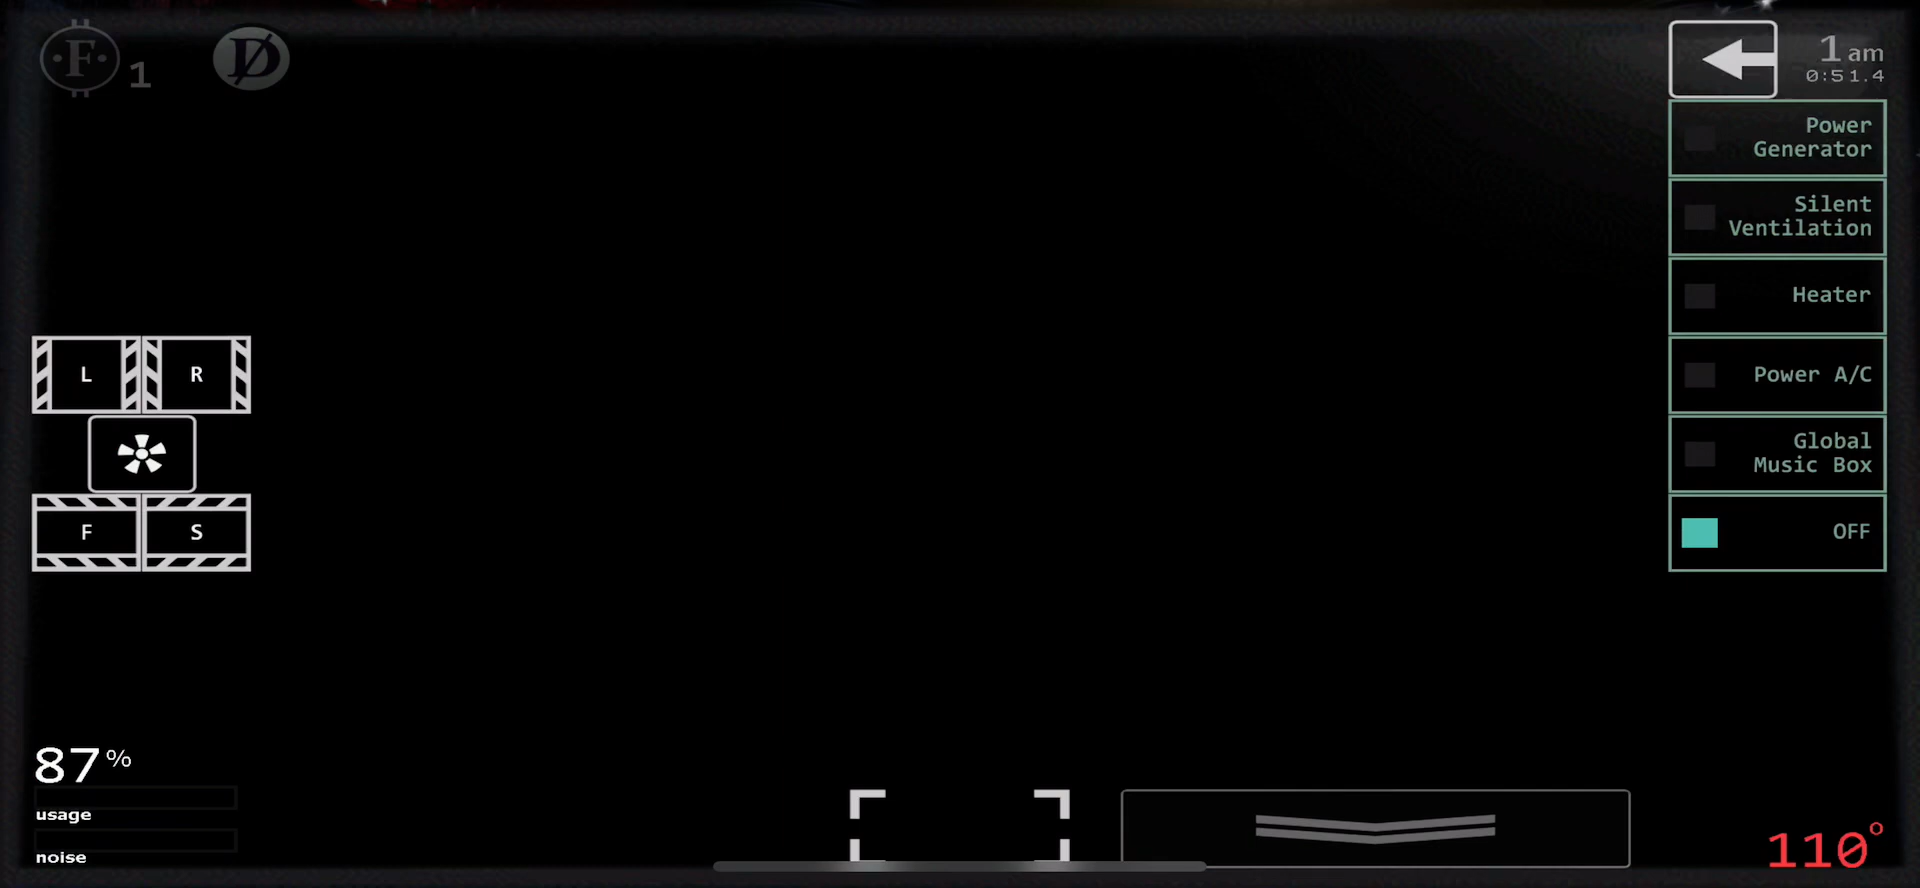 F 1
D
1 am
0:51.4
Power
Generator
Silent
Ventilation
Heater
L
R
Power A/C
Global
Music Box
F
S
OFF
87%
usage
noise
110°